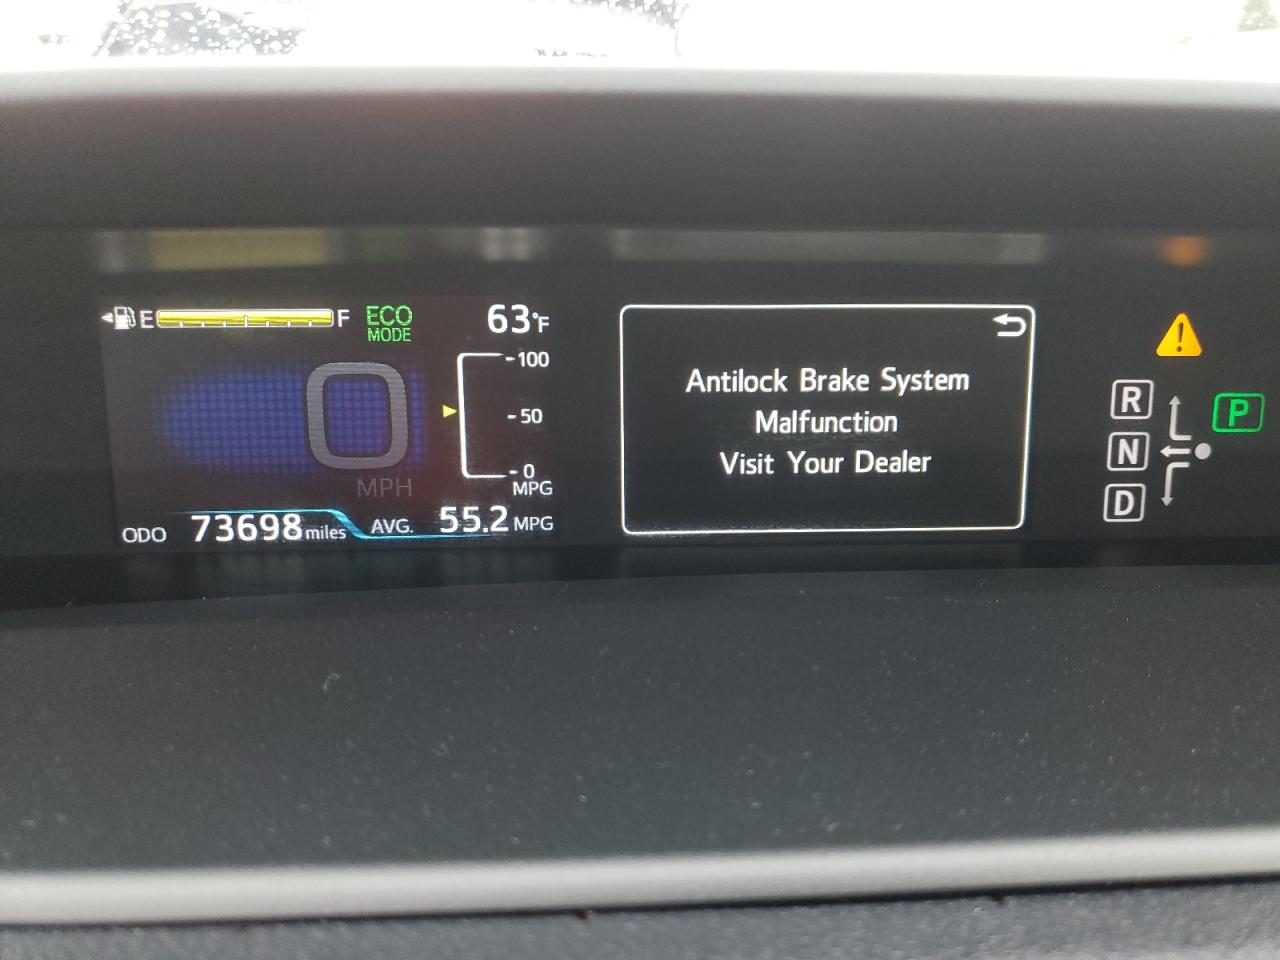 E F ECO MODE 63°F
100
50
0
MPG
0
MPH
ODO 73698 miles AVG. 55.2 MPG
Antilock Brake System
Malfunction
Visit Your Dealer
!
R
P
N
D